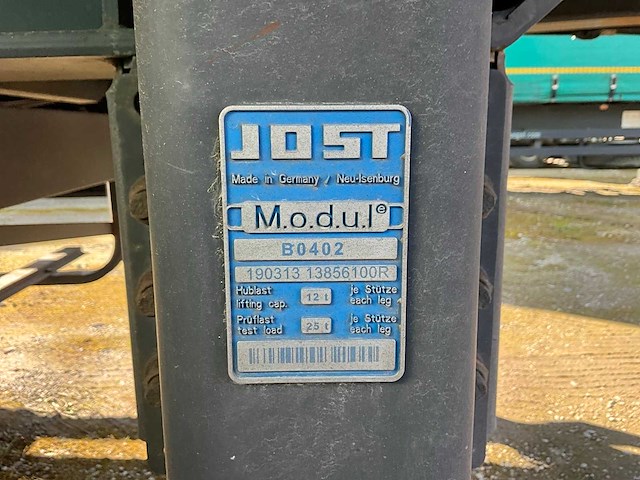 JOST
Made in Germany / Neu-Isenburg
M.o.d.u.l®
B0402
190313 13856100R
Hublast 12 t je Stütze
lifting cap. each leg
Prüflast 25 t je Stütze
test load each leg